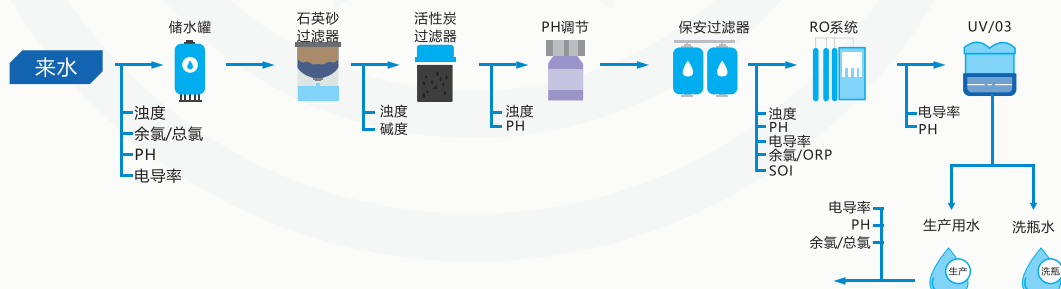 来水
储水罐
石英砂
过滤器
活性炭
过滤器
PH调节
保安过滤器
RO系统
UV/03
浊度
余氯/总氯
PH
电导率
浊度
碱度
浊度
PH
浊度
PH
电导率
余氯/ORP
SOI
电导率
PH
电导率
PH
余氯/总氯
生产用水
洗瓶水
生产
洗瓶